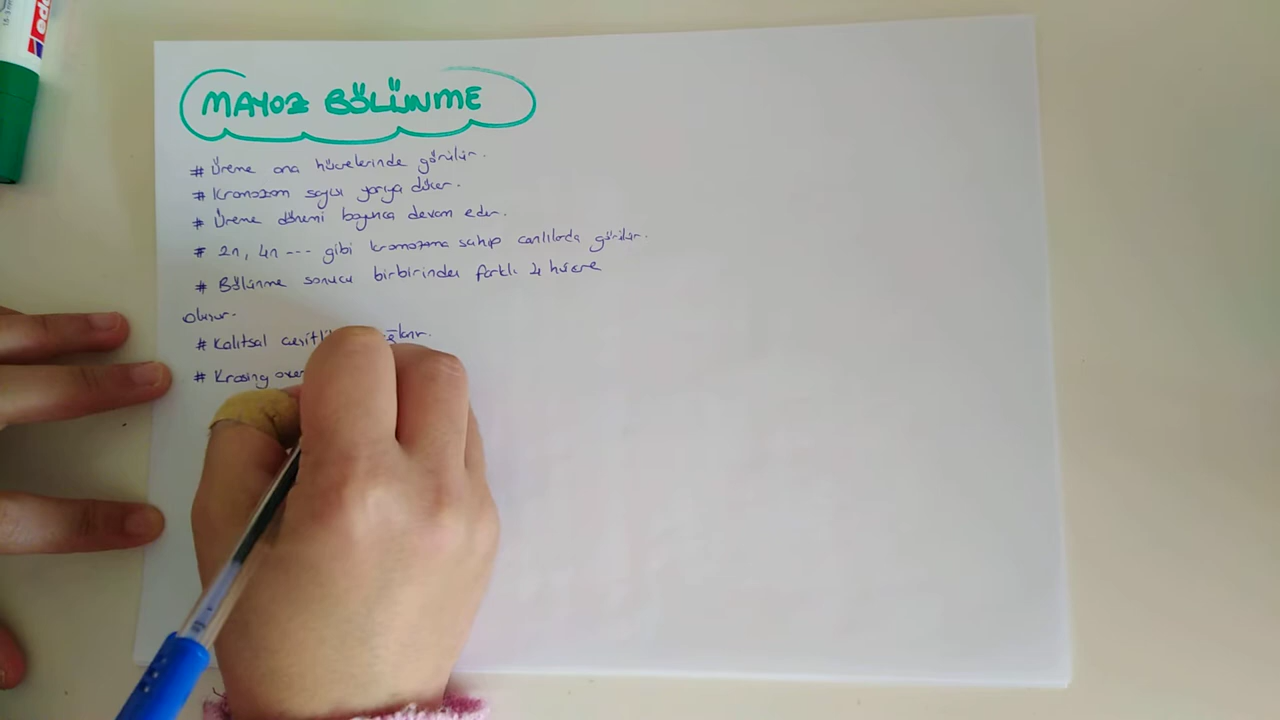 MAYOZ BÖLÜNME
# Üreme ana hücrelerinde görülür.
# Kromozom sayısı yarıya düşer.
# Üreme dönemi boyunca devam eder.
# 2n, 4n --- gibi kromozoma sahip canlılarda görülür.
# Bölünme sonucu birbirinden farklı 4 hücre
oluşur.
# Kalıtsal
# Krosing over